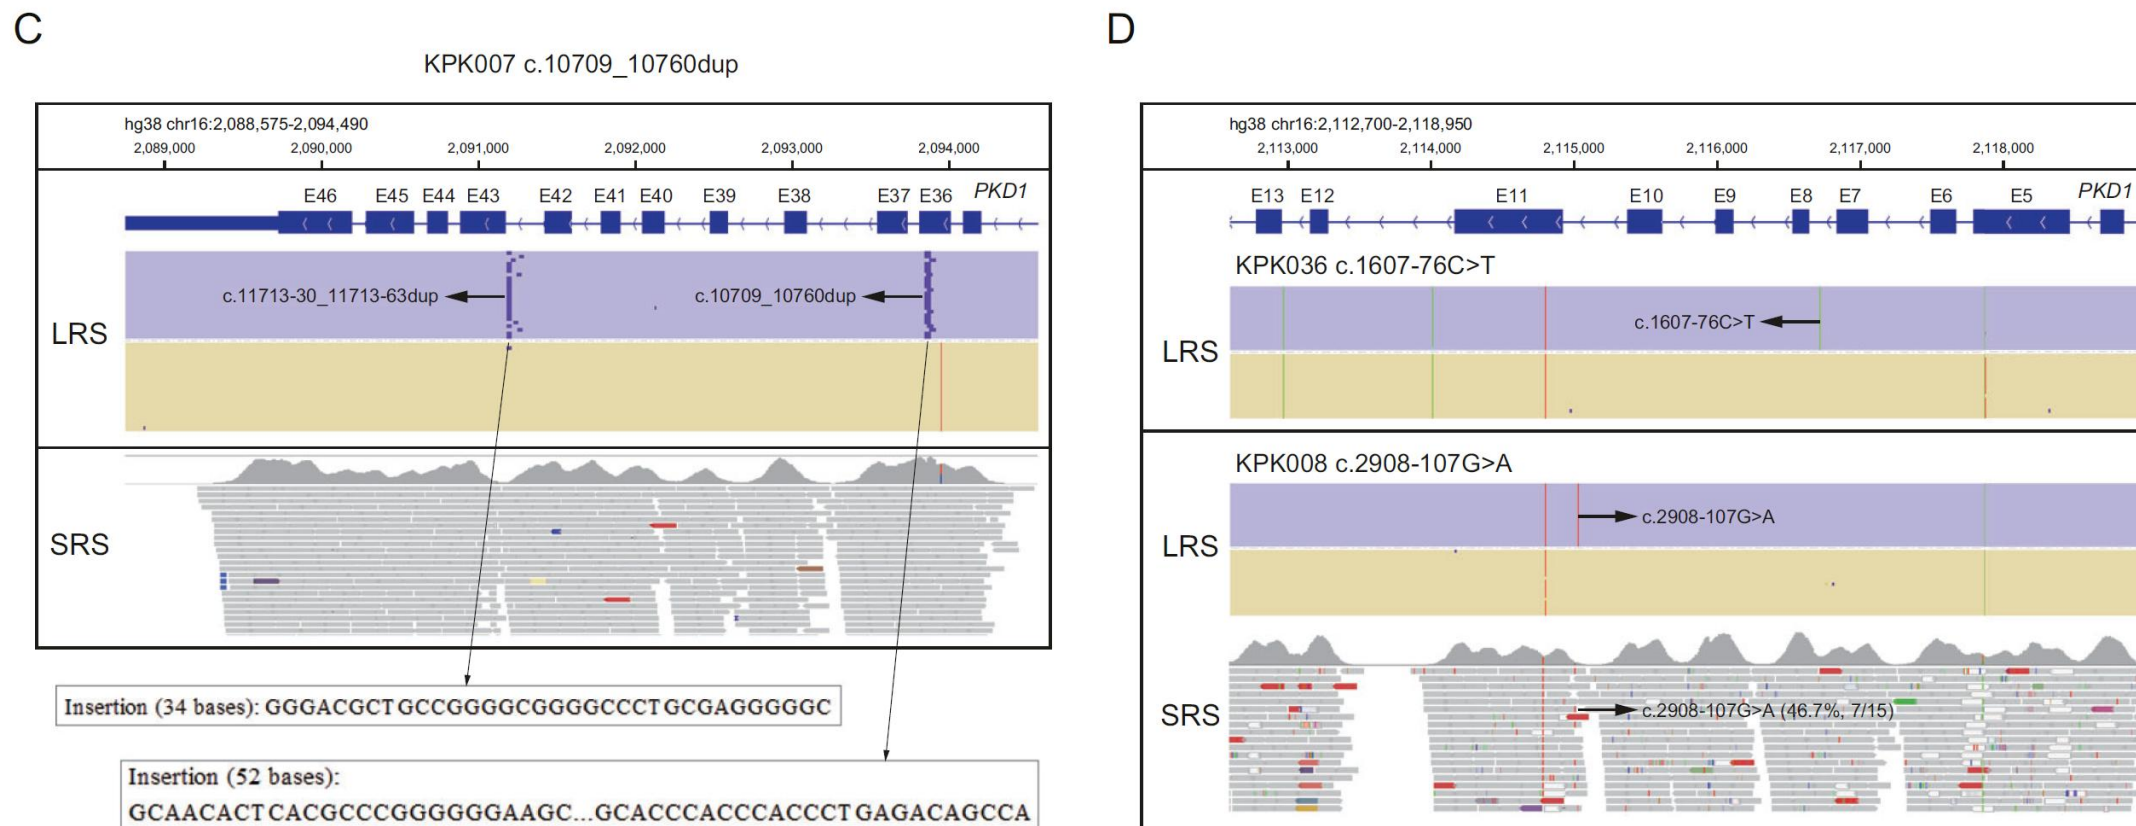 C
KPK007 c.10709_10760dup
hg38 chr16:2,088,575-2,094,490
2,089,000 2,090,000 2,091,000 2,092,000 2,093,000 2,094,000
E46 E45 E44 E43 E42 E41 E40 E39 E38 E37 E36 PKD1
LRS
c.11713-30_11713-63dup c.10709_10760dup
SRS
Insertion (34 bases): GGGACGCTGCCGGGGCGGGGCCCTGCGAGGGGGC
Insertion (52 bases):
GCAACACTCACGCCCGGGGGGAAGC...GCACCCACCCACCCTGAGACAGCCA
D
hg38 chr16:2,112,700-2,118,950
2,113,000 2,114,000 2,115,000 2,116,000 2,117,000 2,118,000
E13 E12 E11 E10 E9 E8 E7 E6 E5 PKD1
KPK036 c.1607-76C>T
LRS
c.1607-76C>T
KPK008 c.2908-107G>A
LRS
c.2908-107G>A
SRS
c.2908-107G>A (46.7%, 7/15)